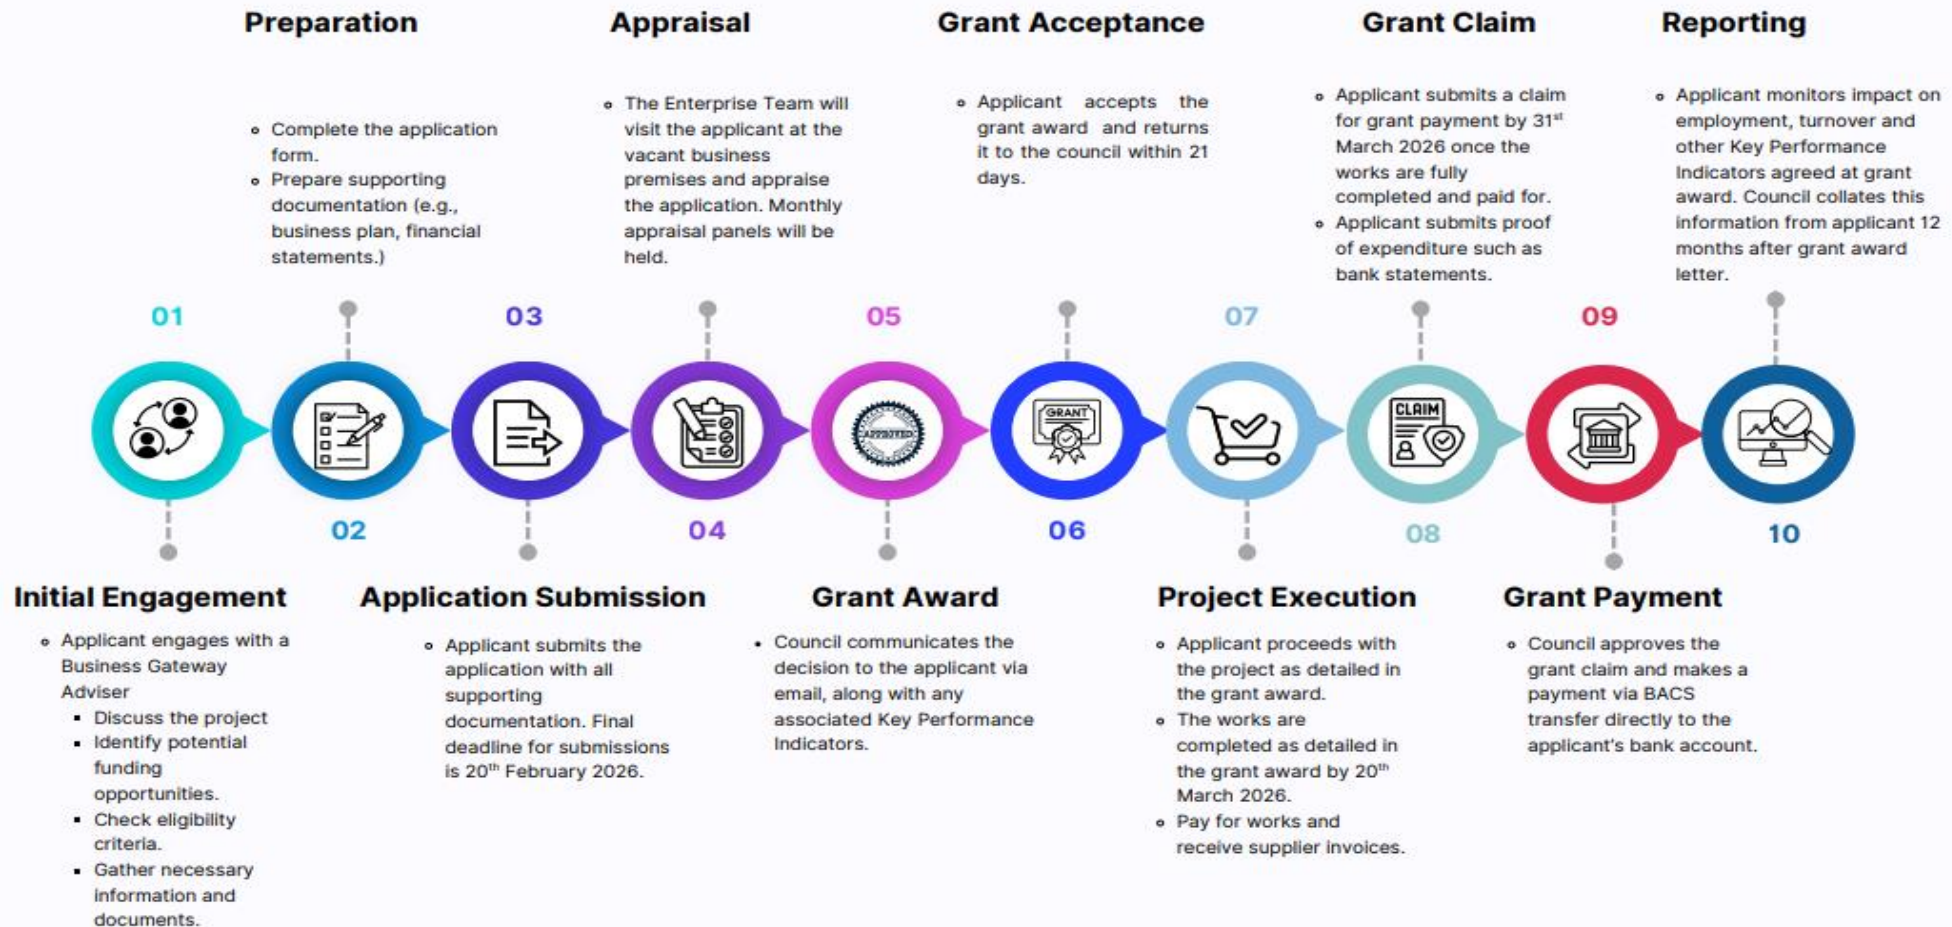 Preparation
Complete the application
form.
Prepare supporting
documentation (e.g.,
business plan, financial
statements.)
Appraisal
The Enterprise Team will
visit the applicant at the
vacant business
premises and appraise
the application. Monthly
appraisal panels will be
held.
Grant Acceptance
Applicant accepts the
grant award and returns
it to the council within 21
days.
Grant Claim
Applicant submits a claim
for grant payment by 31st
March 2026 once the
works are fully
completed and paid for.
Applicant submits proof
of expenditure such as
bank statements.
Reporting
Applicant monitors impact on
employment, turnover and
other Key Performance
Indicators agreed at grant
award. Council collates this
information from applicant 12
months after grant award
letter.
01
03
05
07
09
APPROVED
GRANT
CLAIM
02
04
06
08
10
Initial Engagement
Applicant engages with a
Business Gateway
Adviser
Discuss the project
Identify potential
funding
opportunities.
Check eligibility
criteria.
Gather necessary
information and
documents.
Application Submission
Applicant submits the
application with all
supporting
documentation. Final
deadline for submissions
is 20th February 2026.
Grant Award
Council communicates the
decision to the applicant via
email, along with any
associated Key Performance
Indicators.
Project Execution
Applicant proceeds with
the project as detailed in
the grant award.
The works are
completed as detailed in
the grant award by 20th
March 2026.
Pay for works and
receive supplier invoices.
Grant Payment
Council approves the
grant claim and makes a
payment via BACS
transfer directly to the
applicant's bank account.